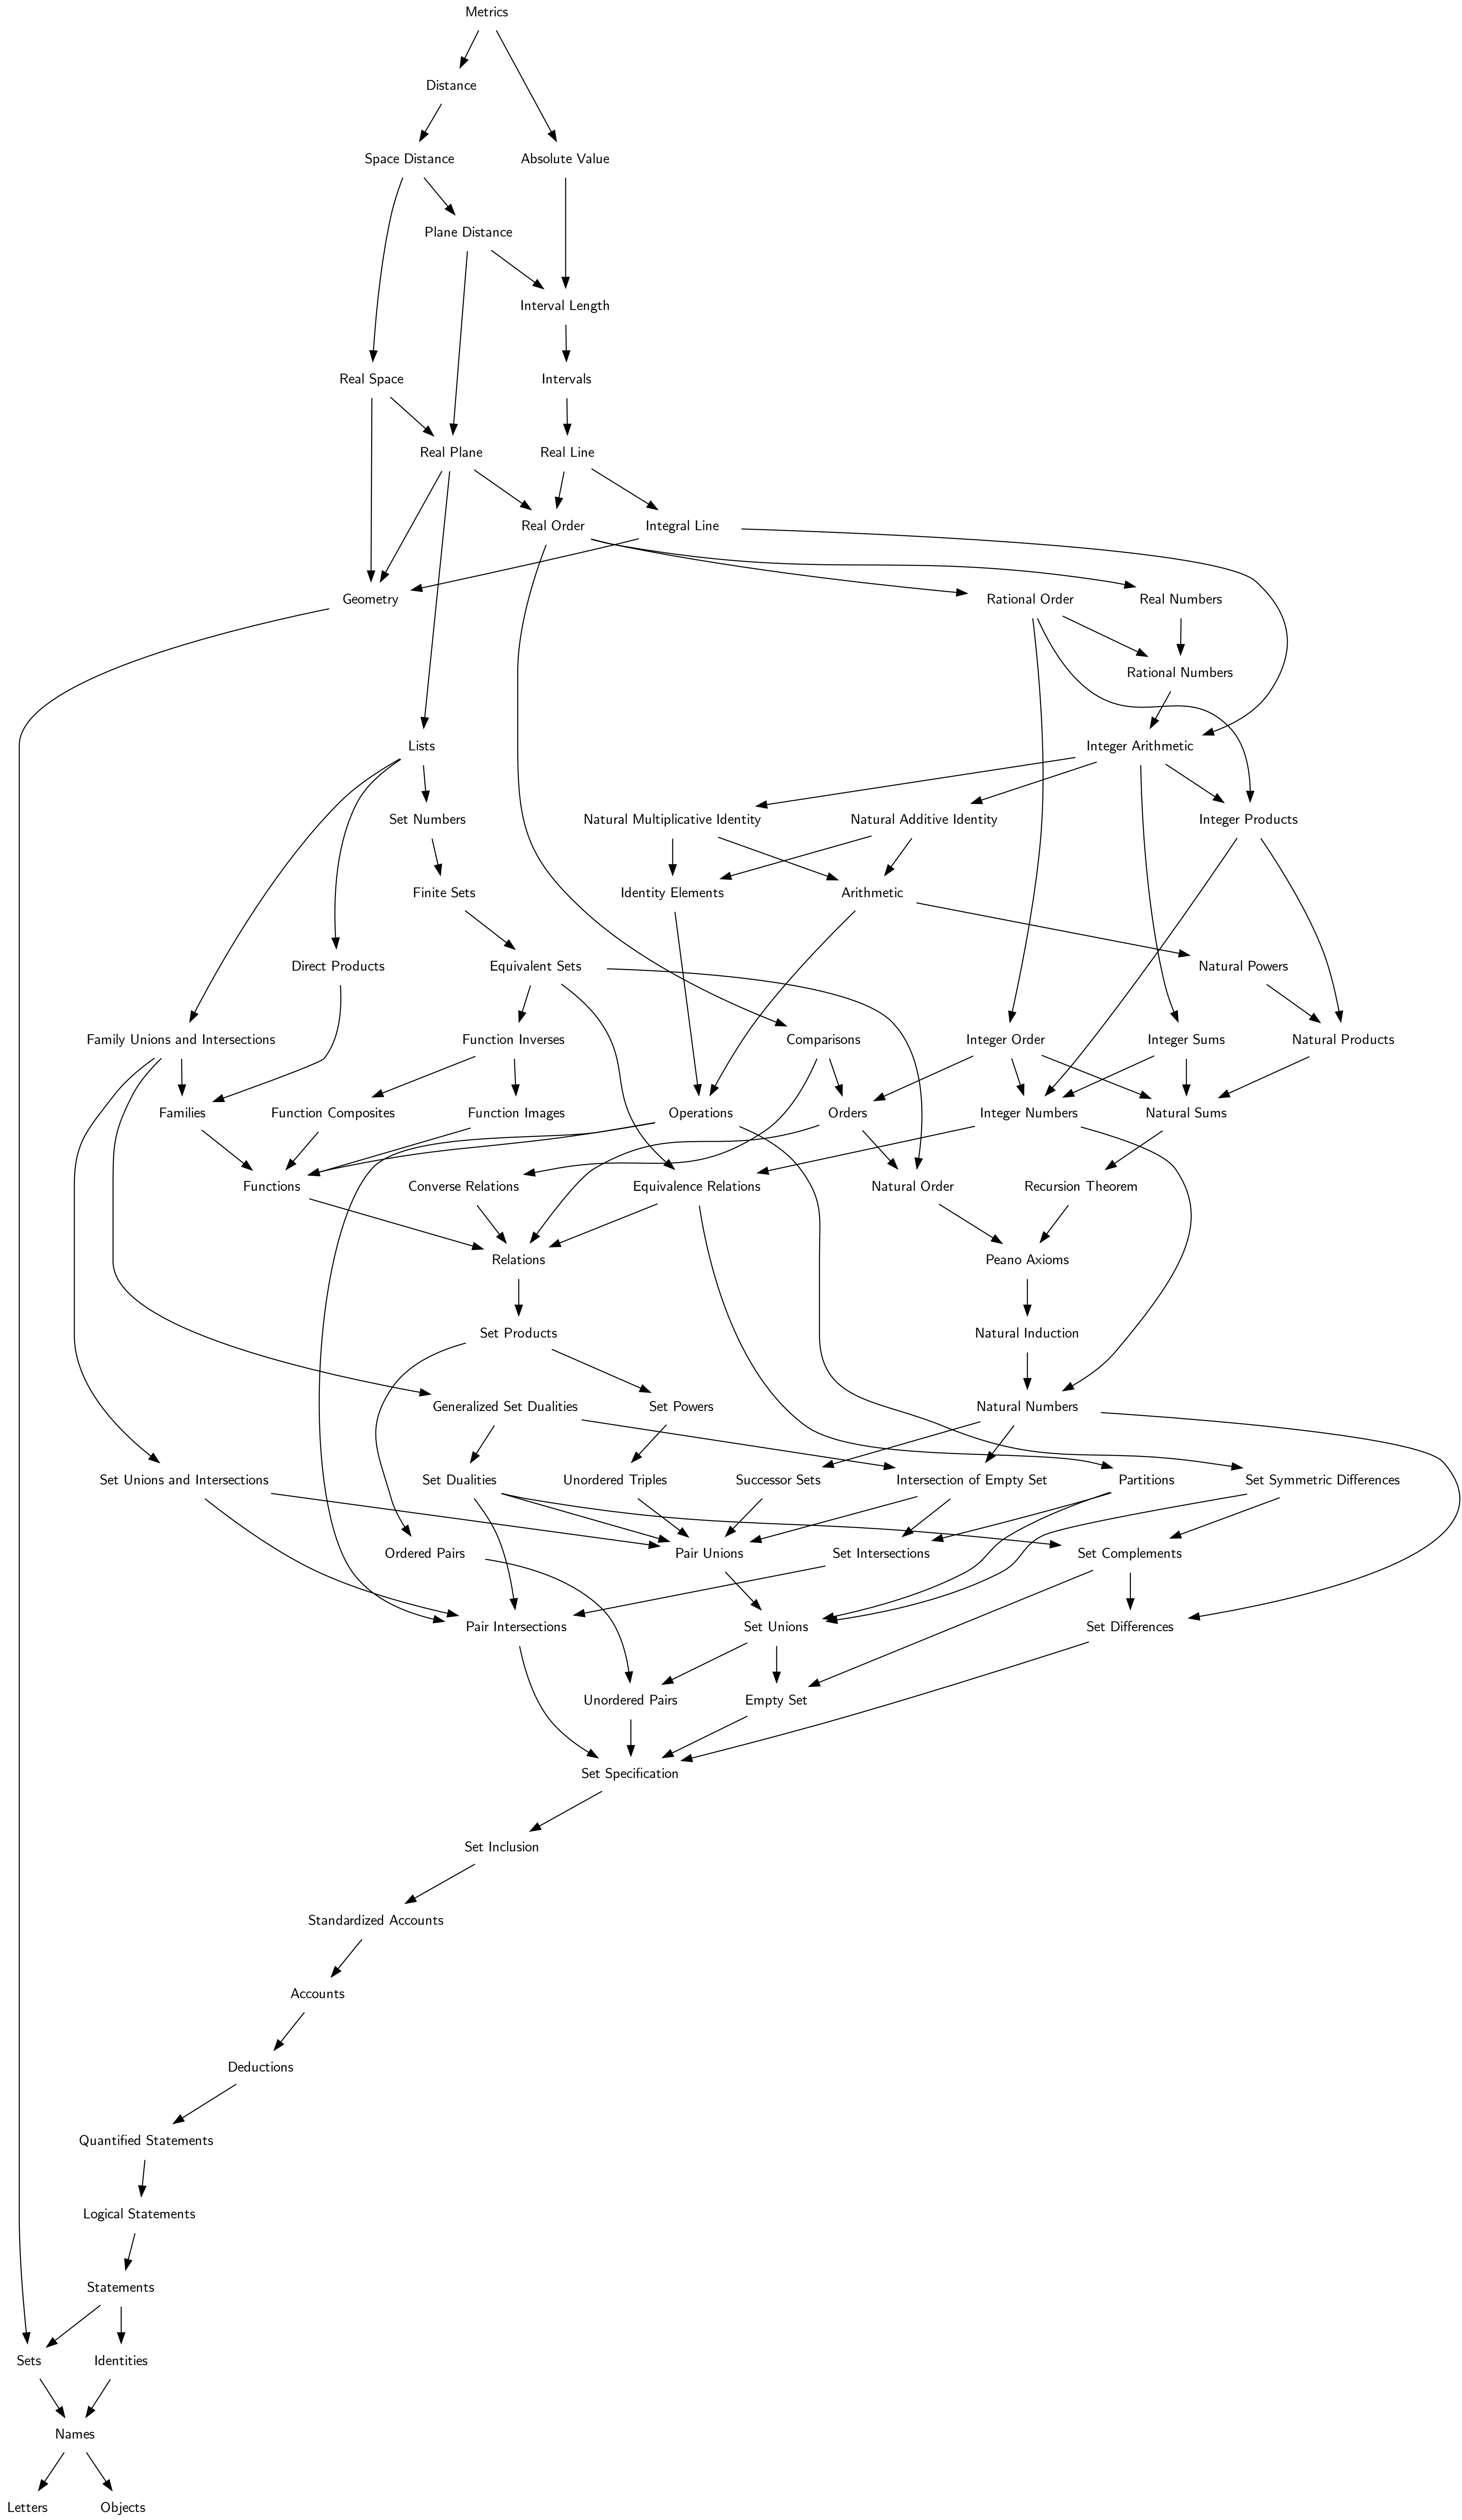 Metrics
Distance
Space Distance
Absolute Value
Plane Distance
Interval Length
Real Space
Intervals
Real Plane
Real Line
Real Order
Integral Line
Geometry
Rational Order
Real Numbers
Rational Numbers
Lists
Integer Arithmetic
Set Numbers
Natural Multiplicative Identity
Natural Additive Identity
Integer Products
Finite Sets
Identity Elements
Arithmetic
Direct Products
Equivalent Sets
Natural Powers
Family Unions and Intersections
Function Inverses
Comparisons
Integer Order
Integer Sums
Natural Products
Families
Function Composites
Function Images
Operations
Orders
Integer Numbers
Natural Sums
Functions
Converse Relations
Equivalence Relations
Natural Order
Recursion Theorem
Relations
Peano Axioms
Set Products
Natural Induction
Generalized Set Dualities
Set Powers
Natural Numbers
Set Unions and Intersections
Set Dualities
Unordered Triples
Successor Sets
Intersection of Empty Set
Partitions
Set Symmetric Differences
Ordered Pairs
Pair Unions
Set Intersections
Set Complements
Pair Intersections
Set Unions
Set Differences
Unordered Pairs
Empty Set
Set Specification
Set Inclusion
Standardized Accounts
Accounts
Deductions
Quantified Statements
Logical Statements
Statements
Sets
Identities
Names
Letters
Objects